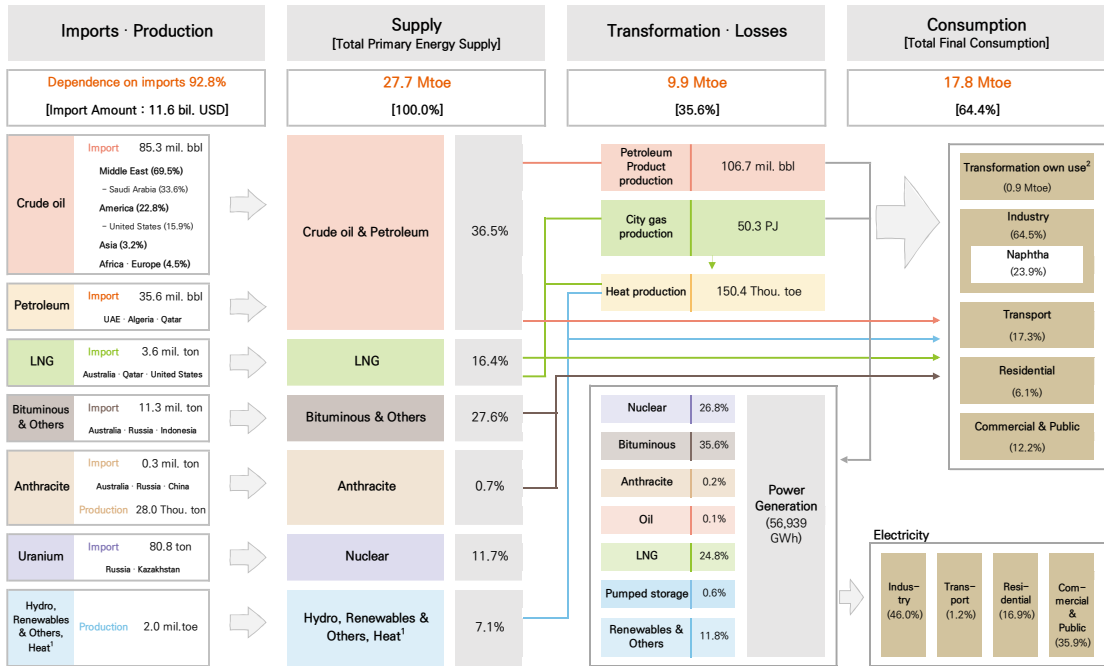 Imports · Production
Supply
[Total Primary Energy Supply]
Transformation · Losses
Consumption
[Total Final Consumption]
Dependence on imports 92.8%
[Import Amount : 11.6 bil. USD]
27.7 Mtoe
[100.0%]
9.9 Mtoe
[35.6%]
17.8 Mtoe
[64.4%]
Crude oil
Import 85.3 mil. bbl
Middle East (69.5%)
– Saudi Arabia (33.6%)
America (22.8%)
– United States (15.9%)
Asia (3.2%)
Africa · Europe (4.5%)
Petroleum
Import 35.6 mil. bbl
UAE · Algeria · Qatar
LNG
Import 3.6 mil. ton
Australia · Qatar · United States
Bituminous
& Others
Import 11.3 mil. ton
Australia · Russia · Indonesia
Anthracite
Import 0.3 mil. ton
Australia · Russia · China
Production 28.0 Thou. ton
Uranium
Import 80.8 ton
Russia · Kazakhstan
Hydro,
Renewables
& Others,
Heat1
Production 2.0 mil.toe
Crude oil & Petroleum 36.5%
LNG 16.4%
Bituminous & Others 27.6%
Anthracite 0.7%
Nuclear 11.7%
Hydro, Renewables &
Others, Heat1
7.1%
Petroleum
Product
production
106.7 mil. bbl
City gas
production
50.3 PJ
Heat production 150.4 Thou. toe
Nuclear 26.8%
Bituminous 35.6%
Anthracite 0.2%
Oil 0.1%
LNG 24.8%
Pumped storage 0.6%
Renewables &
Others
11.8%
Power
Generation
(56,939
GWh)
Transformation own use2
(0.9 Mtoe)
Industry
(64.5%)
Naphtha
(23.9%)
Transport
(17.3%)
Residential
(6.1%)
Commercial & Public
(12.2%)
Electricity
Indus–
try
(46.0%)
Trans–
port
(1.2%)
Resi–
dential
(16.9%)
Com–
mercial
&
Public
(35.9%)